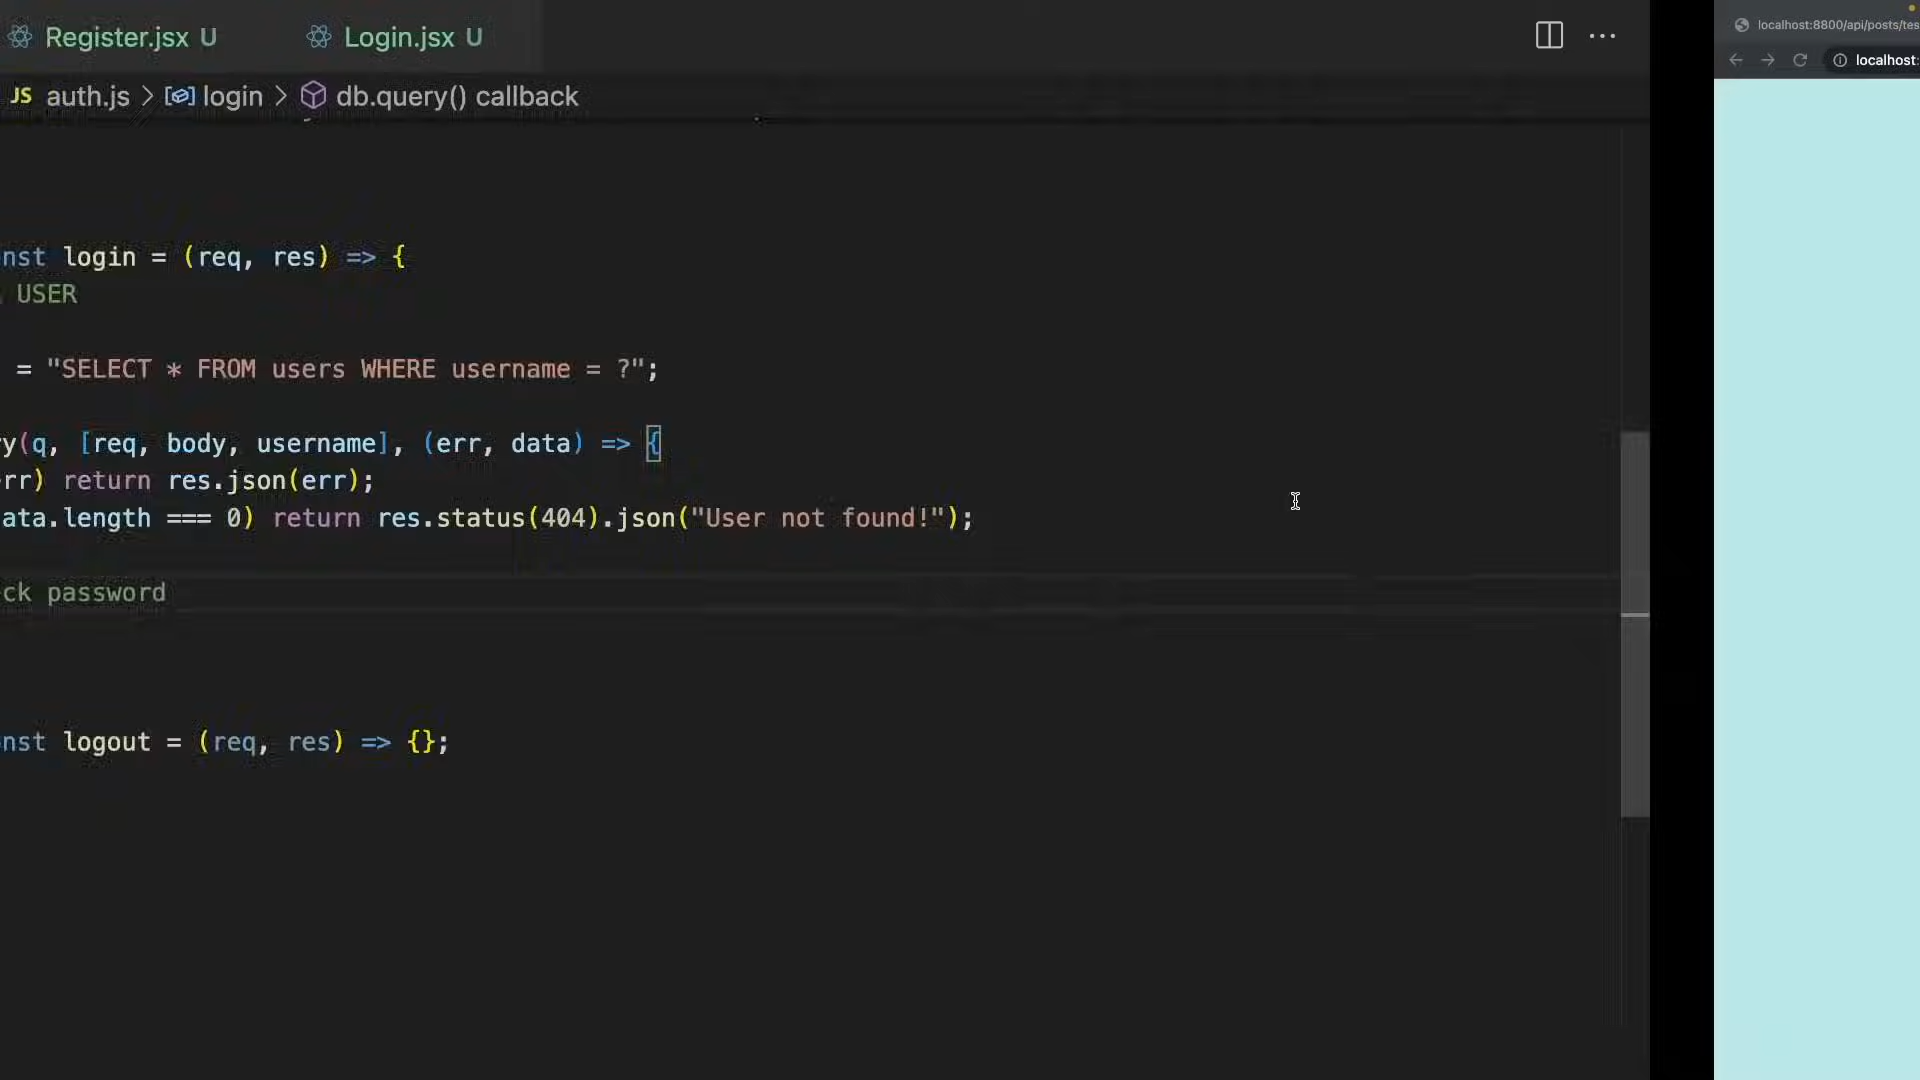 Register.jsx U Login.jsx U
localhost:8800/api/posts/tes
localhost:
JS auth.js > login > db.query() callback
nst login = (req, res) => {
USER
= "SELECT * FROM users WHERE username = ?";
y(q, [req, body, username], (err, data) => {
rr) return res.json(err);
ata.length === 0) return res.status(404).json("User not found!");
ck password
nst logout = (req, res) => {};